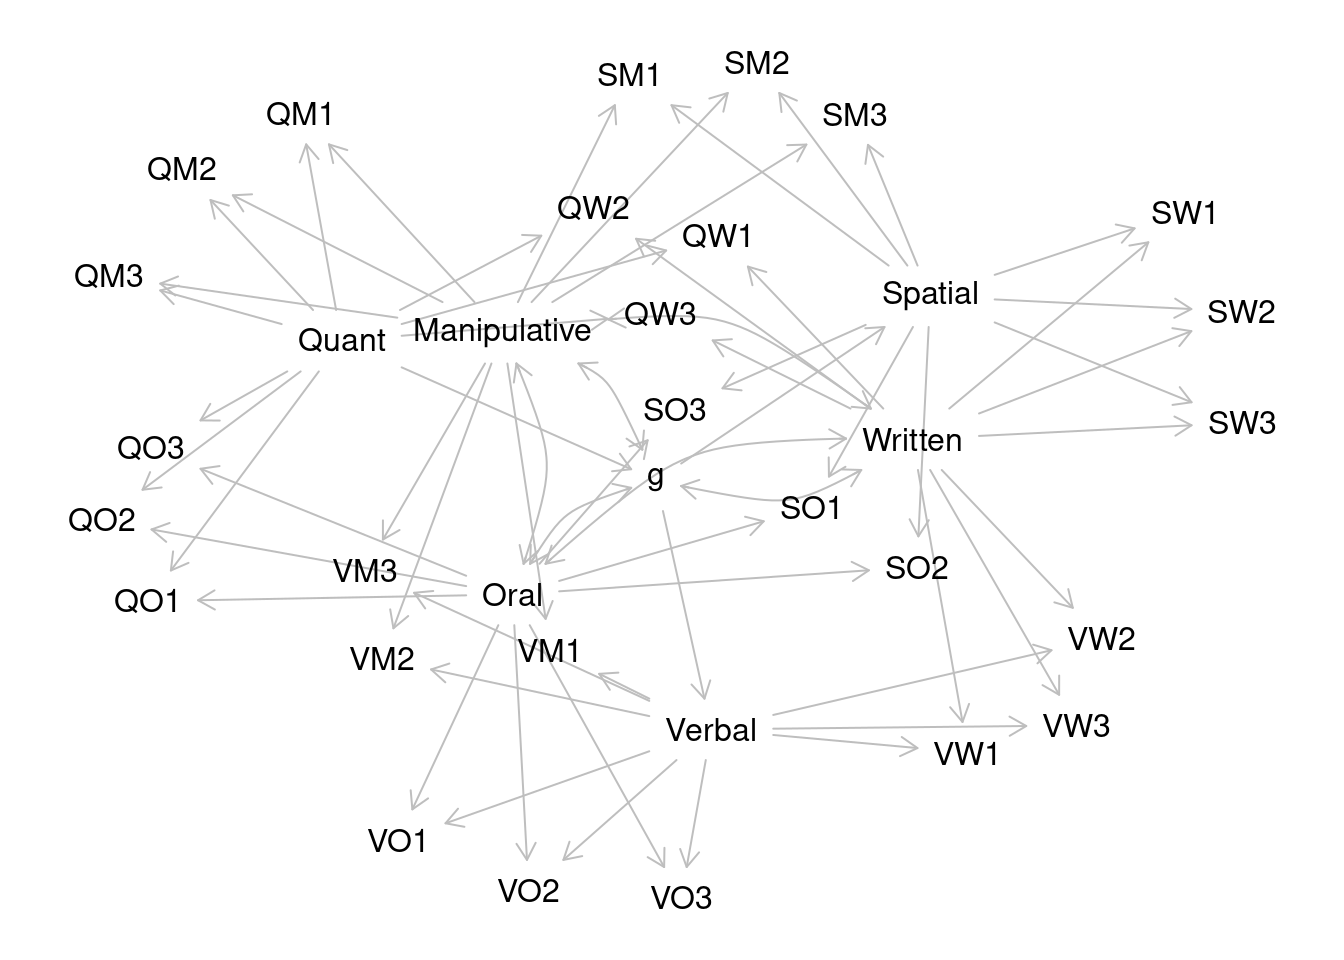 SM2
SM1
QM1
SM3
QM2
QW2
SW1
QW1
QM3
Spatial
SW2
QW3
Manipulative
Quant
SO3
SW3
Written
QO3
g
SO1
QO2
SO2
VM3
Oral
QO1
VW2
VM1
VM2
VW3
Verbal
VW1
VO1
VO2
VO3